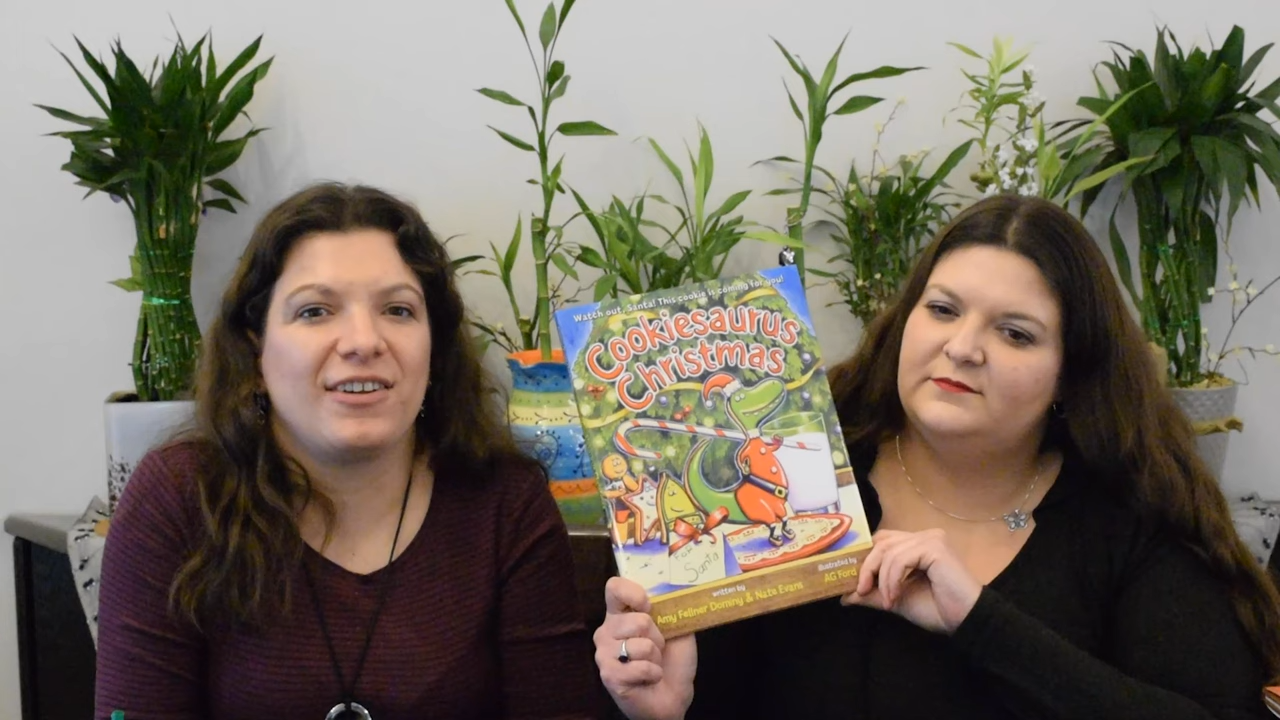 Watch out, Santa! This cookie is coming for you!
Cookiesaurus
Christmas
For
Santa
written by
Amy Fellner Dominy & Nate Evans
illustrated by
AG Ford